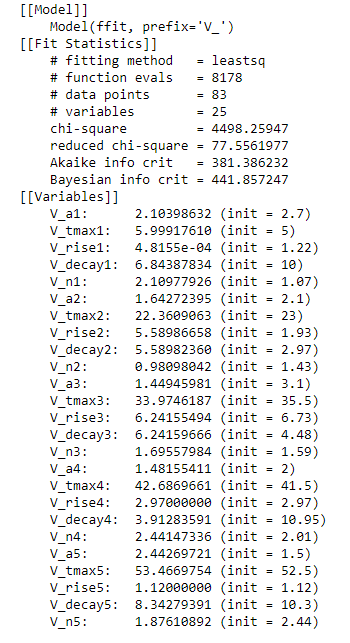 [[Model]]
Model(ffit, prefix='V_')
[[Fit Statistics]]
# fitting method = leastsq
# function evals = 8178
# data points = 83
# variables = 25
chi-square = 4498.25947
reduced chi-square = 77.5561977
Akaike info crit = 381.386232
Bayesian info crit = 441.857247
[[Variables]]
V_a1: 2.10398632 (init = 2.7)
V_tmax1: 5.99917610 (init = 5)
V_rise1: 4.8155e-04 (init = 1.22)
V_decay1: 6.84387834 (init = 10)
V_n1: 2.10977926 (init = 1.07)
V_a2: 1.64272395 (init = 2.1)
V_tmax2: 22.3609063 (init = 23)
V_rise2: 5.58986658 (init = 1.93)
V_decay2: 5.58982360 (init = 2.97)
V_n2: 0.98098042 (init = 1.43)
V_a3: 1.44945981 (init = 3.1)
V_tmax3: 33.9746187 (init = 35.5)
V_rise3: 6.24155494 (init = 6.73)
V_decay3: 6.24159666 (init = 4.48)
V_n3: 1.69557984 (init = 1.59)
V_a4: 1.48155411 (init = 2)
V_tmax4: 42.6869661 (init = 41.5)
V_rise4: 2.97000000 (init = 2.97)
V_decay4: 3.91283591 (init = 10.95)
V_n4: 2.44147336 (init = 2.01)
V_a5: 2.44269721 (init = 1.5)
V_tmax5: 53.4669754 (init = 52.5)
V_rise5: 1.12000000 (init = 1.12)
V_decay5: 8.34279391 (init = 10.3)
V_n5: 1.87610892 (init = 2.44)